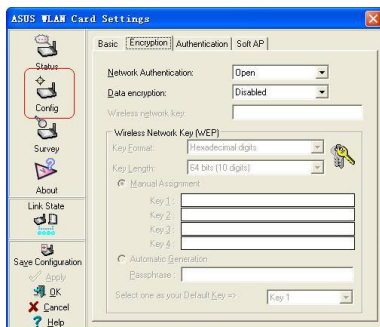 ASUS WLAN Card Settings
Status
Config
Survey
About
Link State
Save Configuration
Apply
OK
Cancel
Help
Basic Encryption Authentication Soft AP
Network Authentication: Open
Data encryption: Disabled
Wireless network key:
Wireless Network Key (WEP)
Key Format: Hexadecimal digits
Key Length: 64 bits (10 digits)
Manual Assignment
Key 1 :
Key 2 :
Key 3 :
Key 4 :
Automatic Generation
Passphrase :
Select one as your Default Key => Key 1